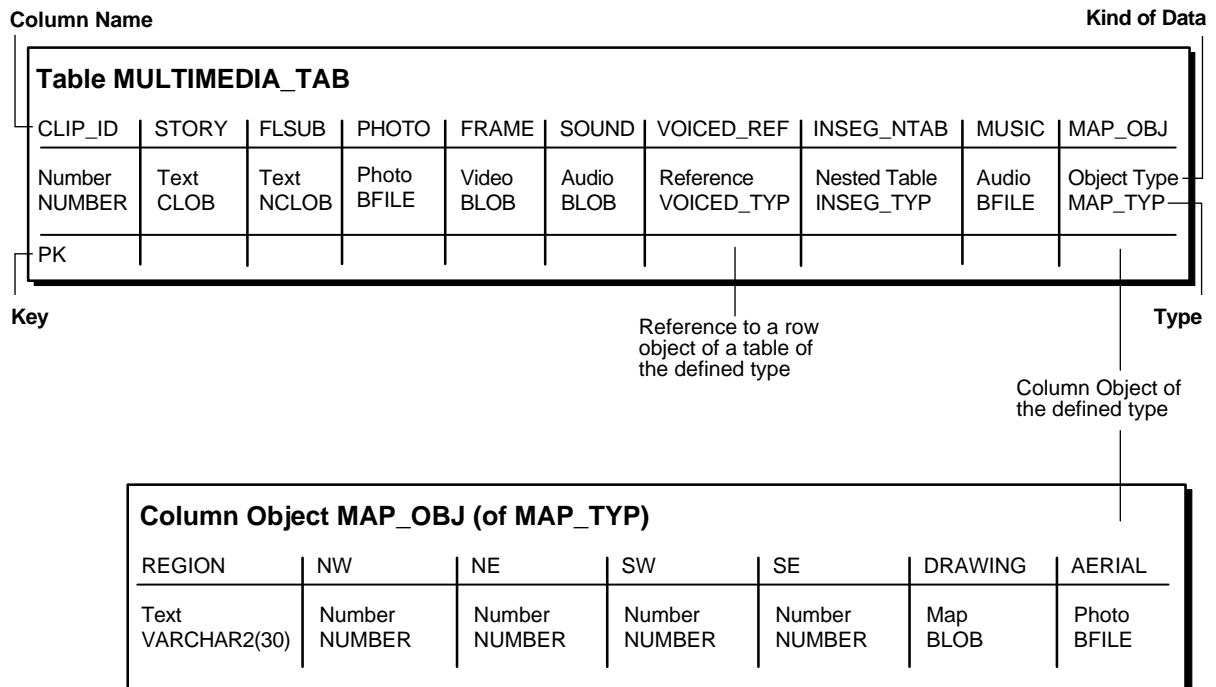 Column Name
Kind of Data
Table MULTIMEDIA_TAB
CLIP_ID STORY FLSUB PHOTO FRAME SOUND VOICED_REF INSEG_NTAB MUSIC MAP_OBJ
Number Text Text Photo Video Audio Reference Nested Table Audio Object Type
NUMBER CLOB NCLOB BFILE BLOB BLOB VOICED_TYP INSEG_TYP BFILE MAP_TYP
PK
Key
Type
Reference to a row
object of a table of
the defined type
Column Object of
the defined type
Column Object MAP_OBJ (of MAP_TYP)
REGION NW NE SW SE DRAWING AERIAL
Text Number Number Number Number Map Photo
VARCHAR2(30) NUMBER NUMBER NUMBER NUMBER BLOB BFILE